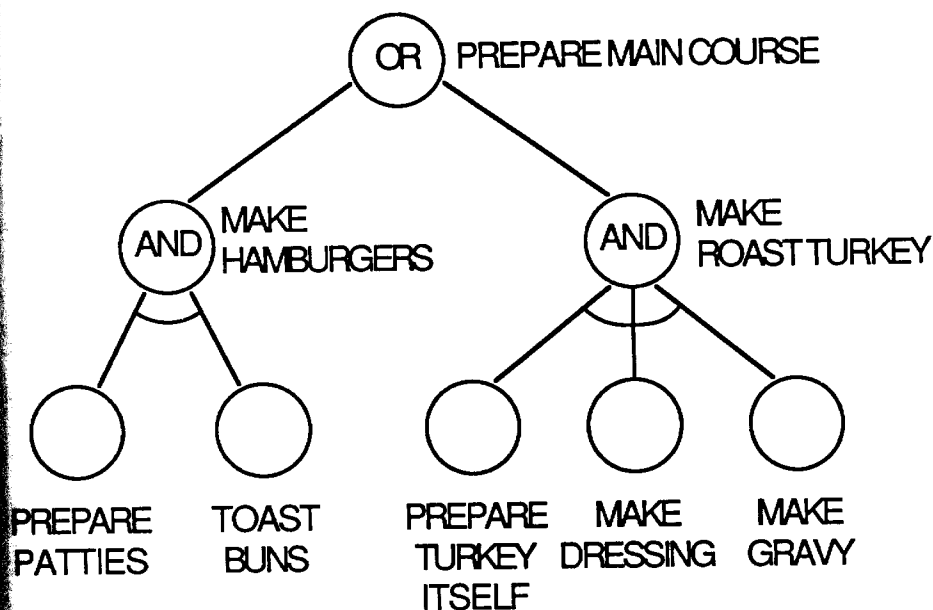 OR PREPARE MAIN COURSE
AND MAKE
HAMBURGERS
AND MAKE
ROAST TURKEY
PREPARE
PATTIES
TOAST
BUNS
PREPARE
TURKEY
ITSELF
MAKE
DRESSING
MAKE
GRAVY